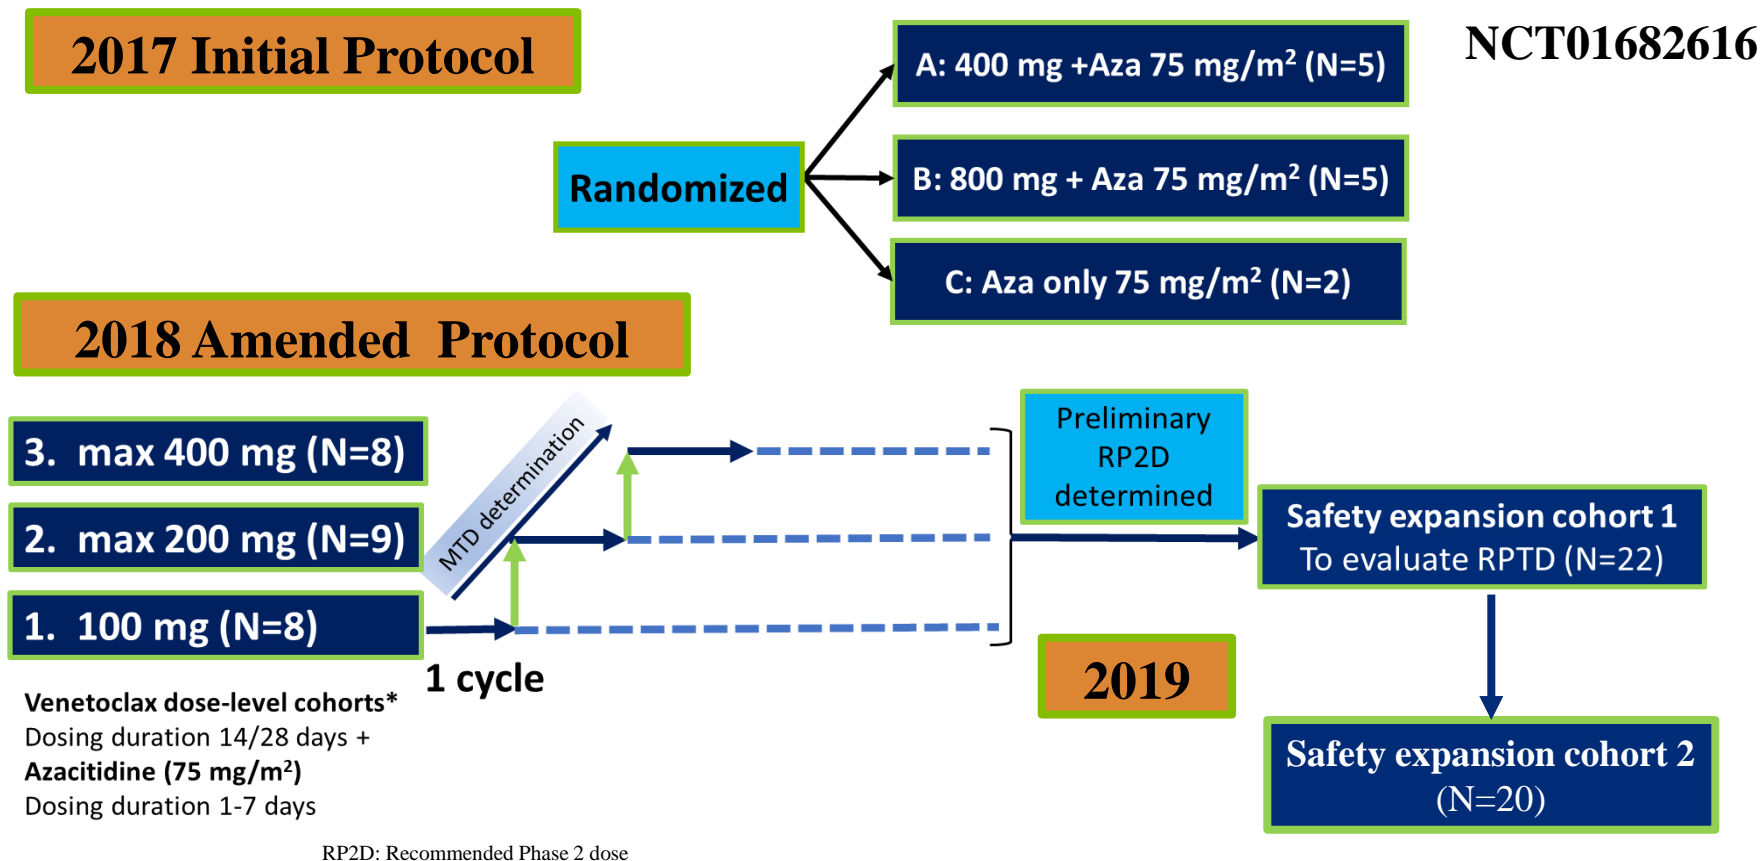 2017 Initial Protocol
NCT01682616
A: 400 mg +Aza 75 mg/m² (N=5)
Randomized
B: 800 mg + Aza 75 mg/m² (N=5)
C: Aza only 75 mg/m² (N=2)
2018 Amended Protocol
3. max 400 mg (N=8)
2. max 200 mg (N=9)
1. 100 mg (N=8)
MTD determination
1 cycle
Preliminary
RP2D
determined
Safety expansion cohort 1
To evaluate RPTD (N=22)
2019
Safety expansion cohort 2
(N=20)
Venetoclax dose-level cohorts*
Dosing duration 14/28 days +
Azacitidine (75 mg/m²)
Dosing duration 1-7 days
RP2D: Recommended Phase 2 dose